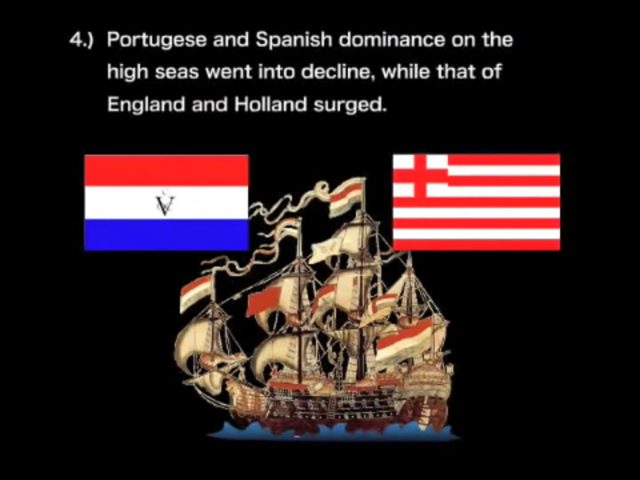 4.) Portugese and Spanish dominance on the
high seas went into decline, while that of
England and Holland surged.